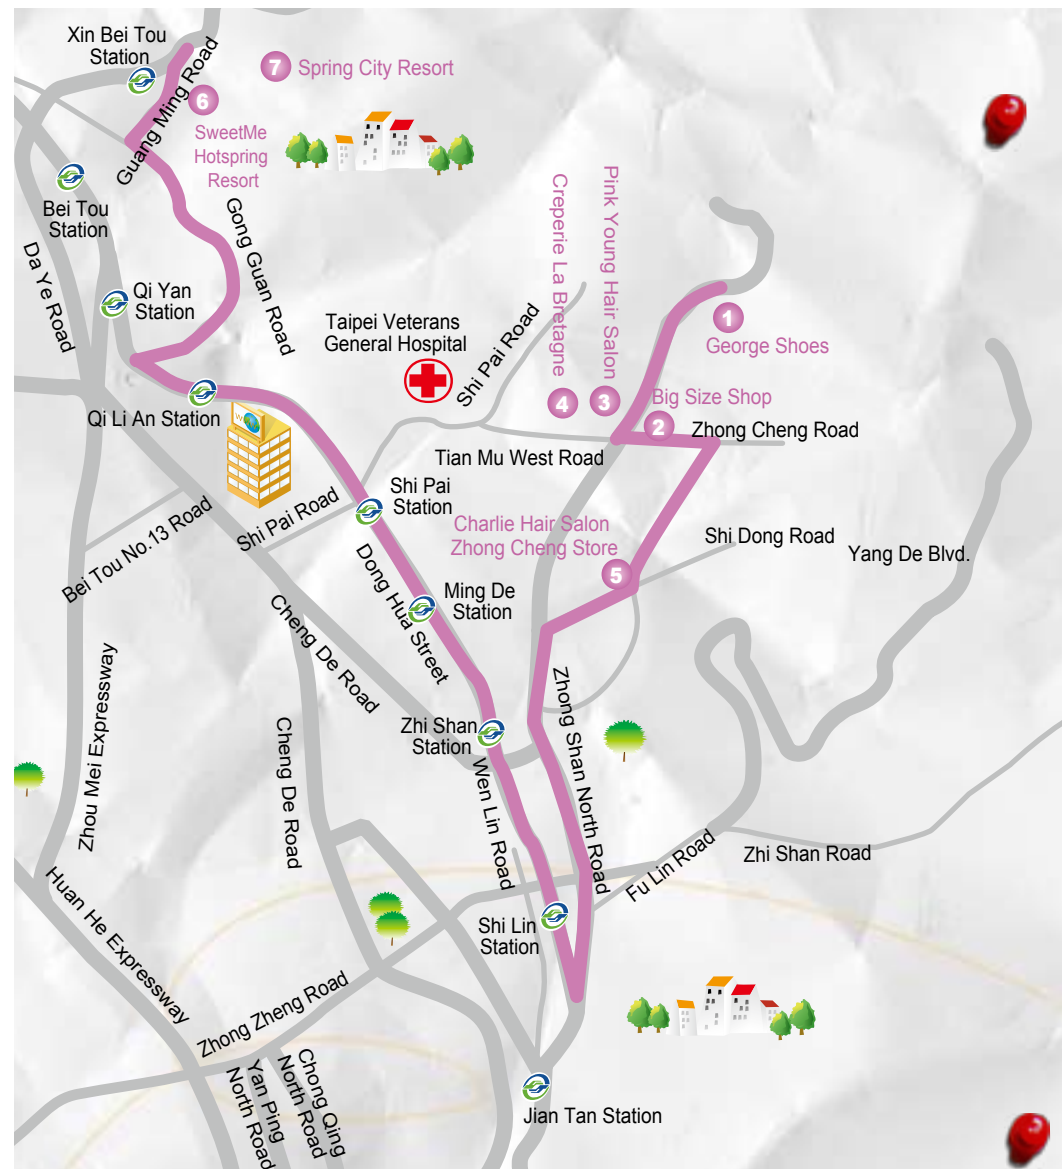 Xin Bei Tou
Station
7
Spring City Resort
Guang Ming Road
6
SweetMe
Hotspring
Resort
Bei Tou
Station
Da Ye Road
Gong Guan Road
Qi Yan
Station
Creperie La Bretagne
Pink Young Hair Salon
Taipei Veterans
General Hospital
Shi Pai Road
1
George Shoes
4
3
Big Size Shop
2
Zhong Cheng Road
Qi Li An Station
W
Tian Mu West Road
Shi Pai
Station
Shi Pai Road
Bei Tou No.13 Road
Charlie Hair Salon
Zhong Cheng Store
5
Shi Dong Road
Yang De Blvd.
Dong Hua Street
Ming De
Station
Cheng De Road
Zhou Mei Expressway
Zhi Shan
Station
Zhong Shan North Road
Cheng De Road
Wen Lin Road
Fu Lin Road
Zhi Shan Road
Huan He Expressway
Shi Lin
Station
Zhong Zheng Road
Yan Ping
North Road
Chong Qing
North Road
Jian Tan Station